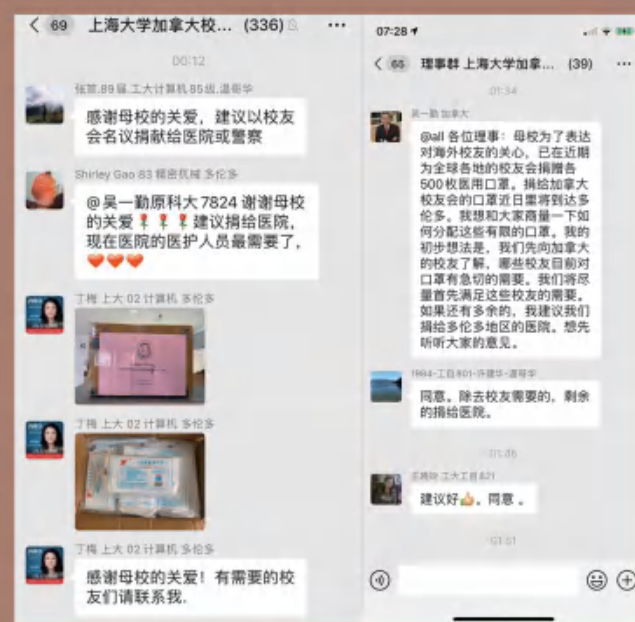 69 上海大学加拿大校... (336)
00:12
张萱.89届.工大计算机85级.温哥华
感谢母校的关爱，建议以校友
会名议捐献给医院或警察
Shirley Gao 83 精密机械 多伦多
@吴一勤原科大 7824 谢谢母校
的关爱🌹🌹🌹建议捐给医院，
现在医院的医护人员最需要了，
❤️❤️❤️
丁梅 上大 02 计算机 多伦多
丁梅 上大 02 计算机 多伦多
丁梅 上大 02 计算机 多伦多
感谢母校的关爱！有需要的校
友们请联系我.
07:28
理事群 上海大学加拿... (39)
01:34
吴一勤 加拿大
@all 各位理事：母校为了表达
对海外校友的关心，已在近期
为全球各地的校友会捐赠各
500枚医用口罩。捐给加拿大
校友会的口罩近日里将到达多
伦多。我想和大家商量一下如
何分配这些有限的口罩。我的
初步想法是，我们先向加拿大
的校友了解，哪些校友目前对
口罩有急切的需要。我们将尽
量首先满足这些校友的需要。
如果还有多余的，我建议我们
捐给多伦多地区的医院。想先
听听大家的意见。
1984-工自801-许建华-温哥华
同意。除去校友需要的，剩余
的捐给医院。
工大工自821
建议好👍。同意 。